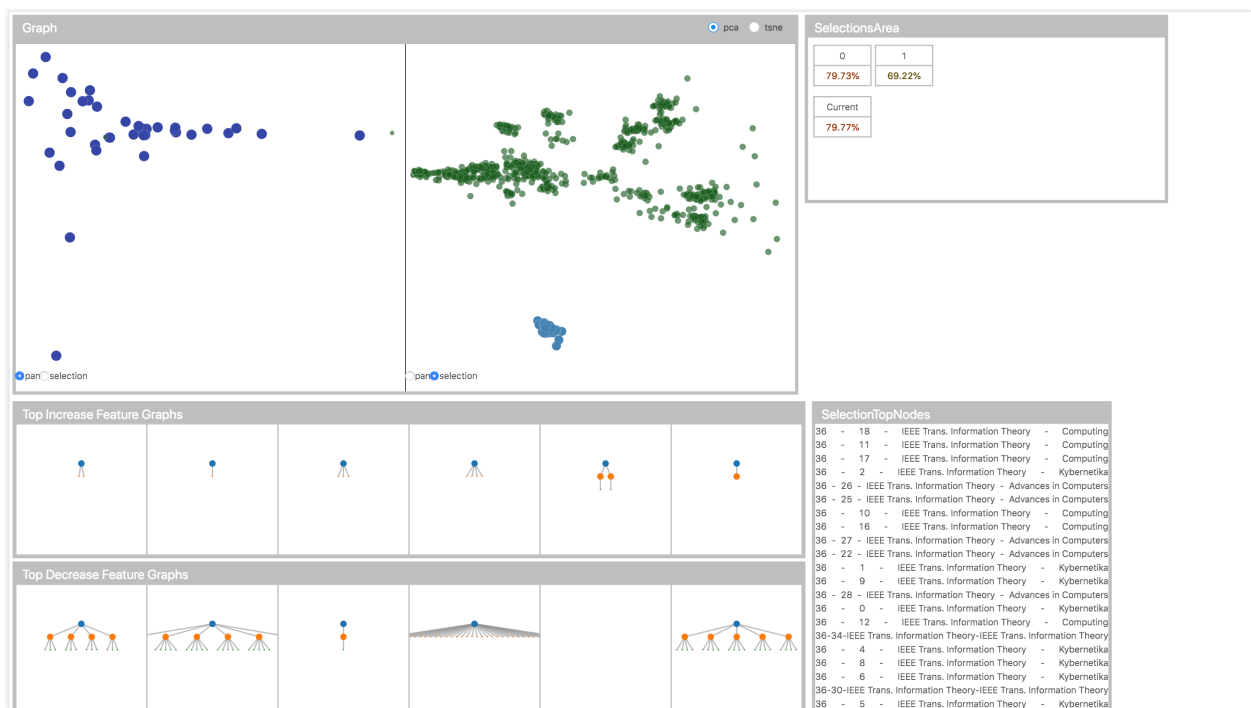 Graph
pca tsne
SelectionsArea
0 1
79.73% 69.22%
Current
79.77%
pan selection
pan selection
Top Increase Feature Graphs
Top Decrease Feature Graphs
SelectionTopNodes
36 - 18 - IEEE Trans. Information Theory - Computing
36 - 11 - IEEE Trans. Information Theory - Computing
36 - 17 - IEEE Trans. Information Theory - Computing
36 - 2 - IEEE Trans. Information Theory - Kybernetika
36 - 26 - IEEE Trans. Information Theory - Advances in Computers
36 - 25 - IEEE Trans. Information Theory - Advances in Computers
36 - 10 - IEEE Trans. Information Theory - Computing
36 - 16 - IEEE Trans. Information Theory - Computing
36 - 27 - IEEE Trans. Information Theory - Advances in Computers
36 - 22 - IEEE Trans. Information Theory - Advances in Computers
36 - 1 - IEEE Trans. Information Theory - Kybernetika
36 - 9 - IEEE Trans. Information Theory - Kybernetika
36 - 28 - IEEE Trans. Information Theory - Advances in Computers
36 - 0 - IEEE Trans. Information Theory - Kybernetika
36 - 12 - IEEE Trans. Information Theory - Computing
36-34-IEEE Trans. Information Theory-IEEE Trans. Information Theory
36 - 4 - IEEE Trans. Information Theory - Kybernetika
36 - 8 - IEEE Trans. Information Theory - Kybernetika
36 - 6 - IEEE Trans. Information Theory - Kybernetika
36-30-IEEE Trans. Information Theory-IEEE Trans. Information Theory
36 - 5 - IEEE Trans. Information Theory - Kybernetika